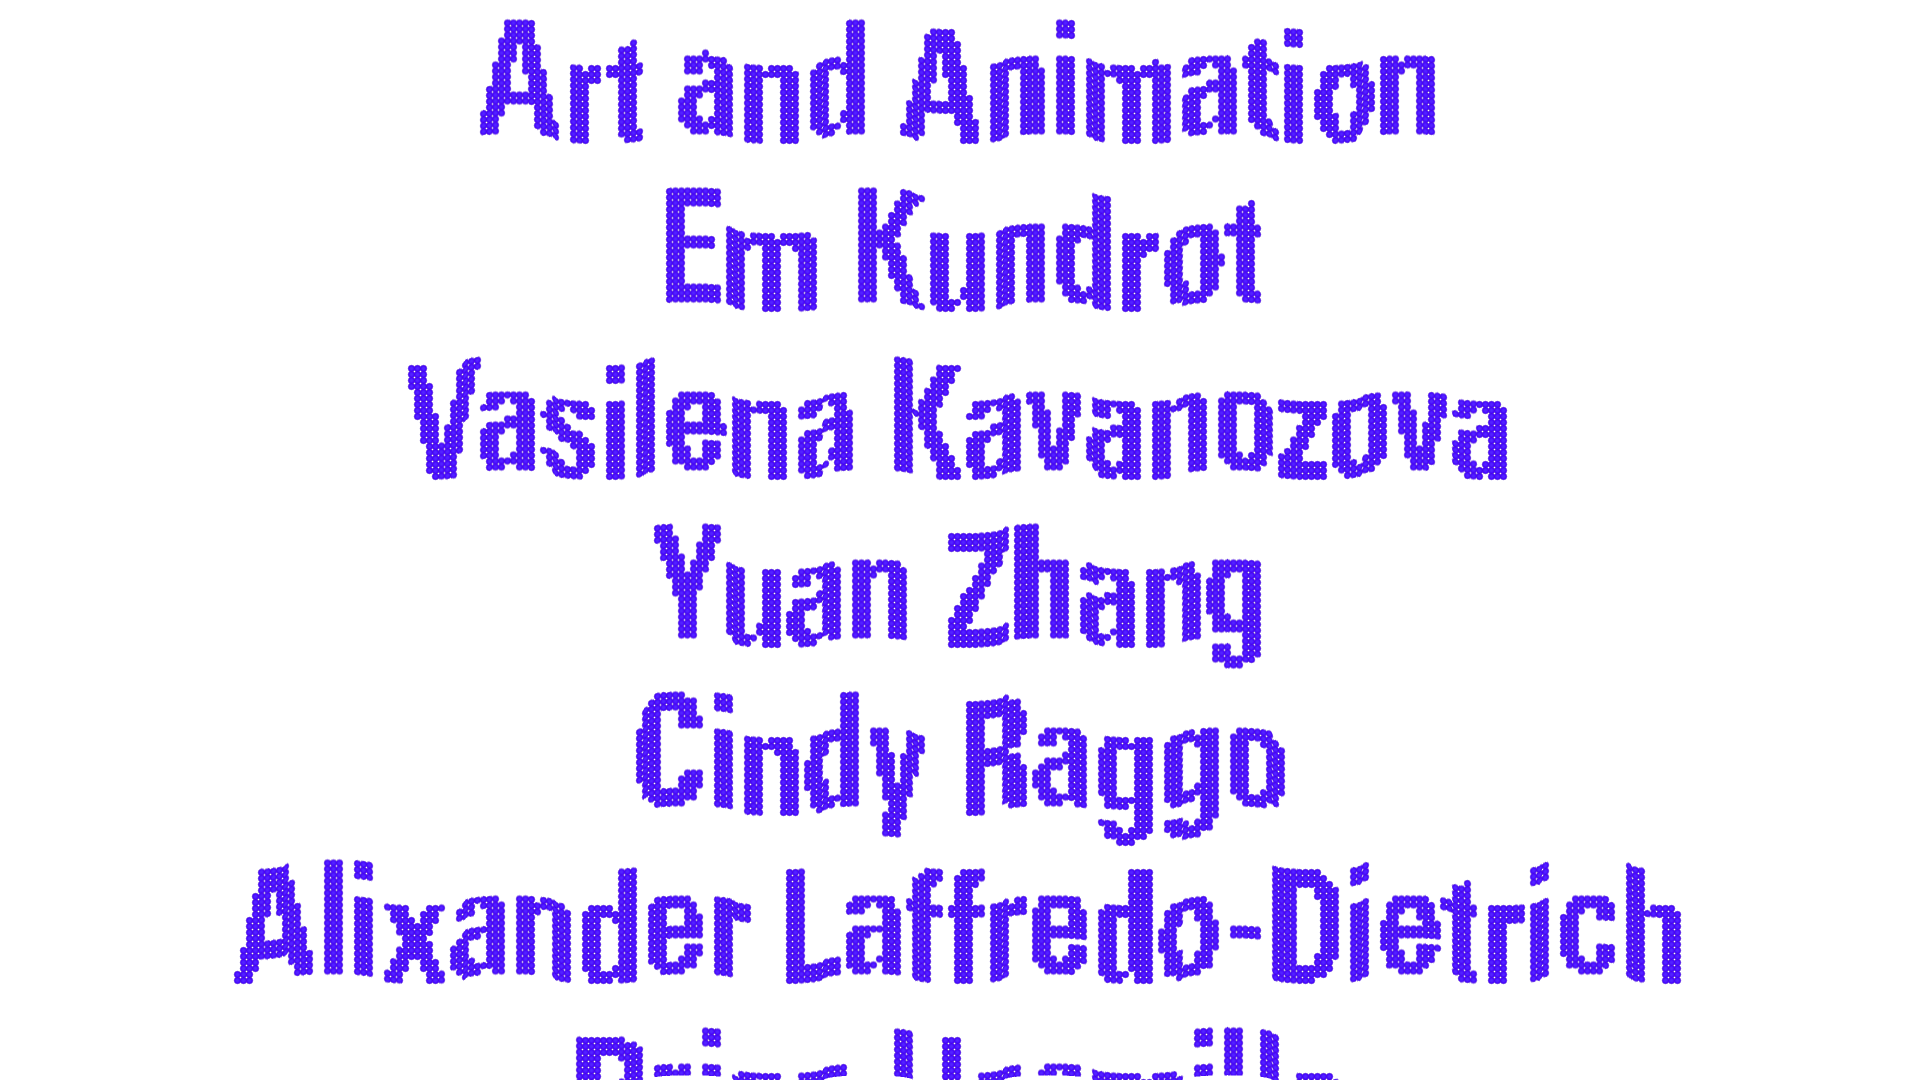 Art and Animation
Em Kundrot
Vasilena Kavanozova
Yuan Zhang
Cindy Raggo
Alixander Laffredo-Dietrich